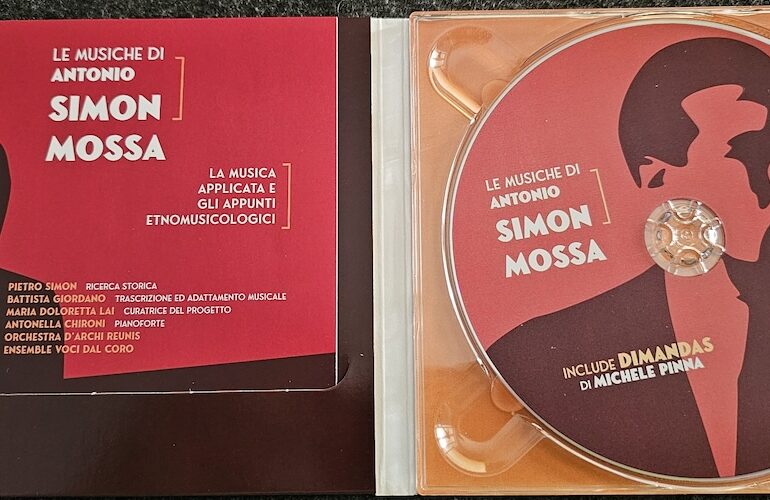 LE MUSICHE DI
ANTONIO
SIMON
MOSSA
LA MUSICA
APPLICATA E
GLI APPUNTI
ETNOMUSICOLOGICI
PIETRO SIMON RICERCA STORICA
BATTISTA GIORDANO TRASCRIZIONE ED ADATTAMENTO MUSICALE
MARIA DOLORETTA LAI CURATRICE DEL PROGETTO
ANTONELLA CHIRONI PIANOFORTE
ORCHESTRA D'ARCHI REUNIS
ENSEMBLE VOCI DAL CORO
LE MUSICHE DI
ANTONIO
SIMON
MOSSA
INCLUDE DIMANDAS
DI MICHELE PINNA